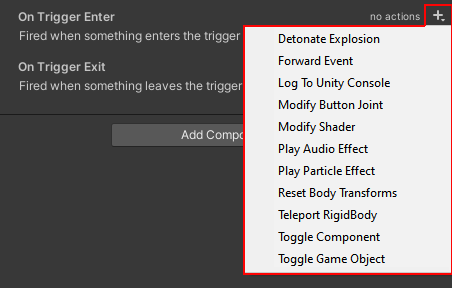 On Trigger Enter
no actions
Fired when something enters the trigger
On Trigger Exit
Fired when something leaves the trigger
Add Compo
Detonate Explosion
Forward Event
Log To Unity Console
Modify Button Joint
Modify Shader
Play Audio Effect
Play Particle Effect
Reset Body Transforms
Teleport RigidBody
Toggle Component
Toggle Game Object